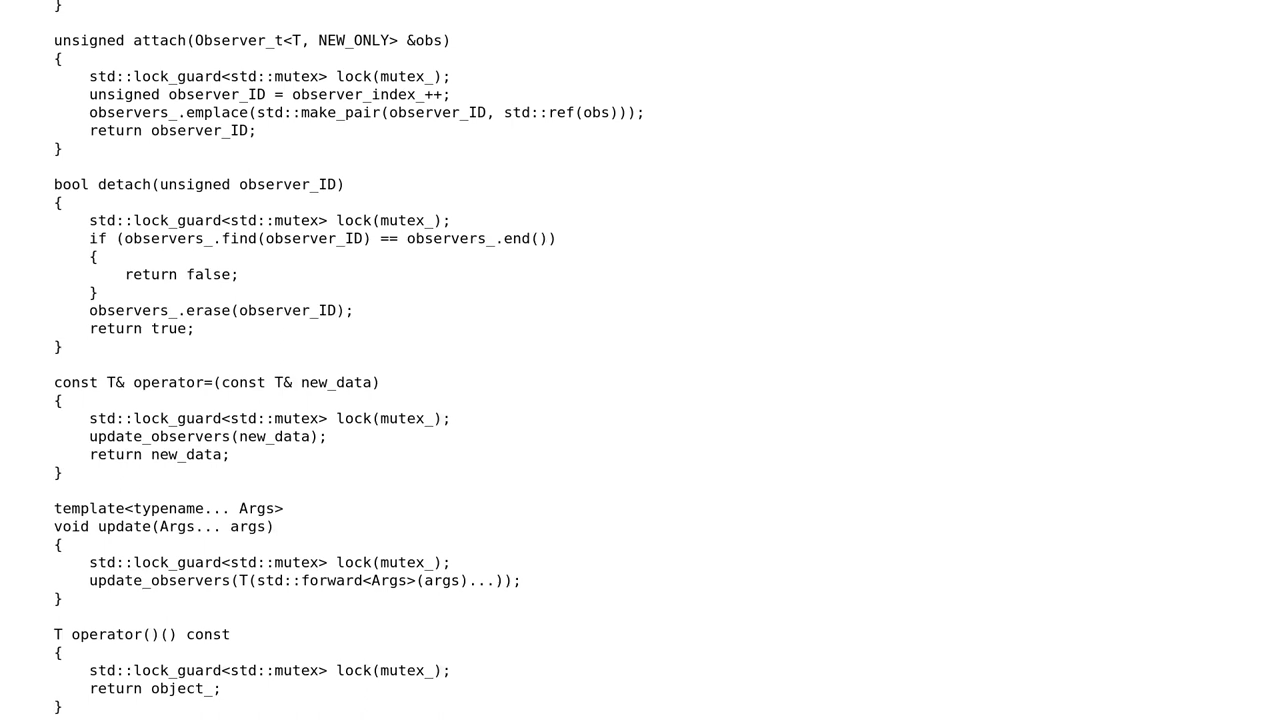 }

unsigned attach(Observer_t<T, NEW_ONLY> &obs)
{
    std::lock_guard<std::mutex> lock(mutex_);
    unsigned observer_ID = observer_index_++;
    observers_.emplace(std::make_pair(observer_ID, std::ref(obs)));
    return observer_ID;
}

bool detach(unsigned observer_ID)
{
    std::lock_guard<std::mutex> lock(mutex_);
    if (observers_.find(observer_ID) == observers_.end())
    {
        return false;
    }
    observers_.erase(observer_ID);
    return true;
}

const T& operator=(const T& new_data)
{
    std::lock_guard<std::mutex> lock(mutex_);
    update_observers(new_data);
    return new_data;
}

template<typename... Args>
void update(Args... args)
{
    std::lock_guard<std::mutex> lock(mutex_);
    update_observers(T(std::forward<Args>(args)...));
}

T operator()() const
{
    std::lock_guard<std::mutex> lock(mutex_);
    return object_;
}